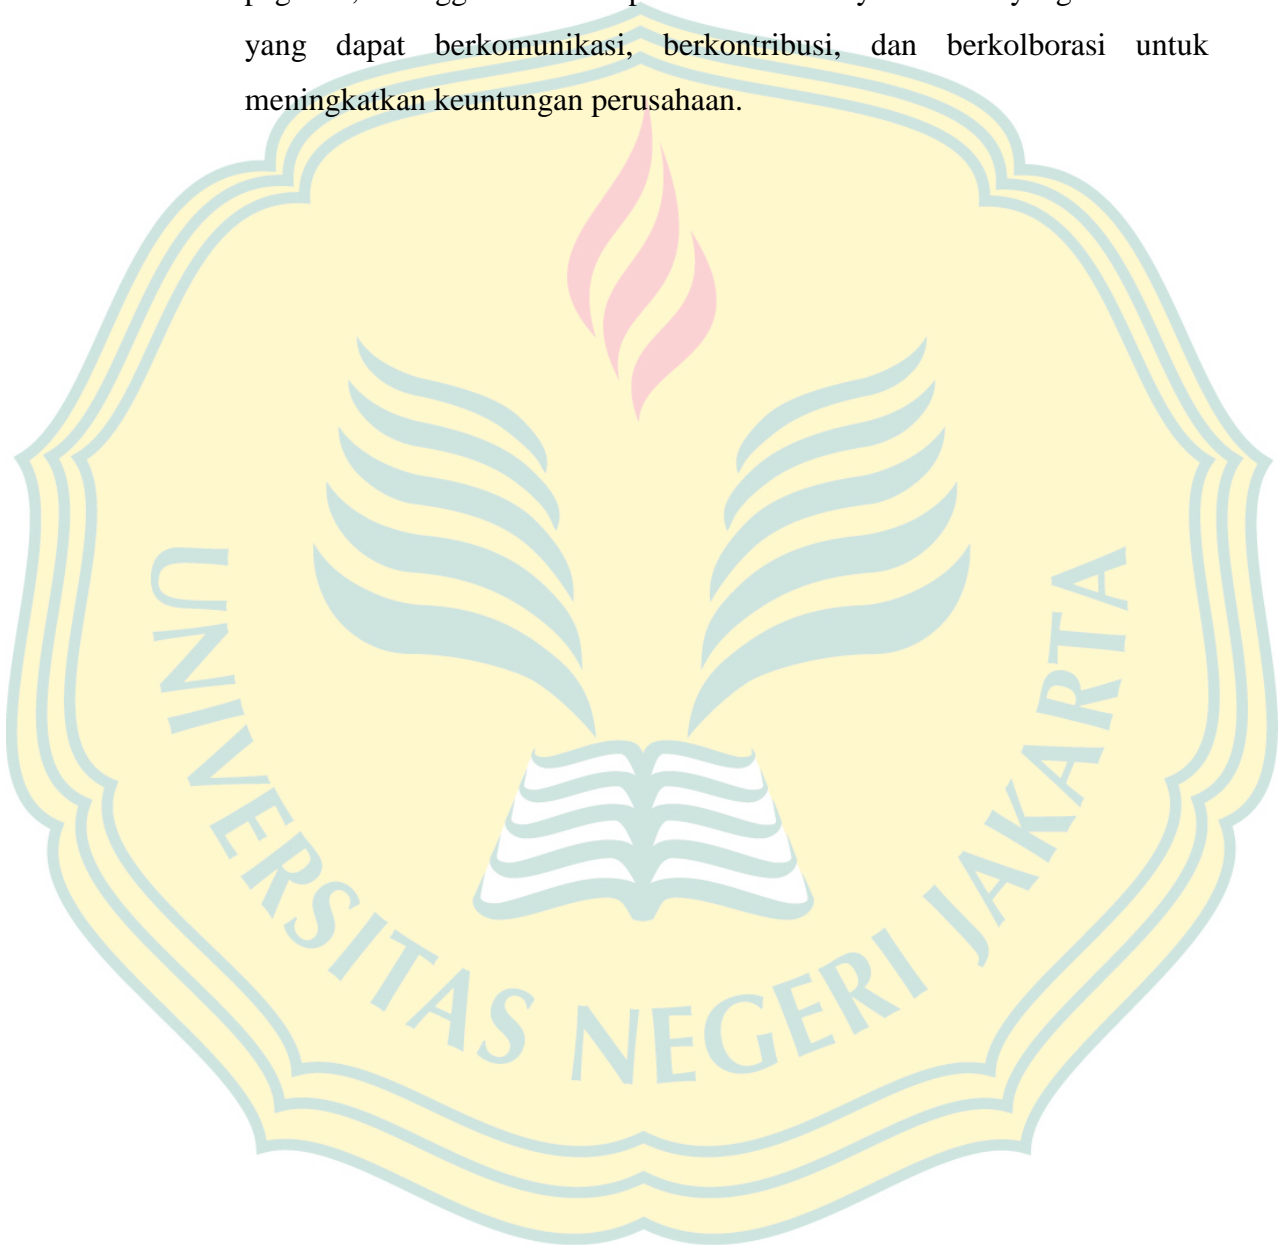 yang dapat berkomunikasi, berkontribusi, dan berkolborasi untuk
meningkatkan keuntungan perusahaan.
UNIVERSITAS NEGERI JAKARTA